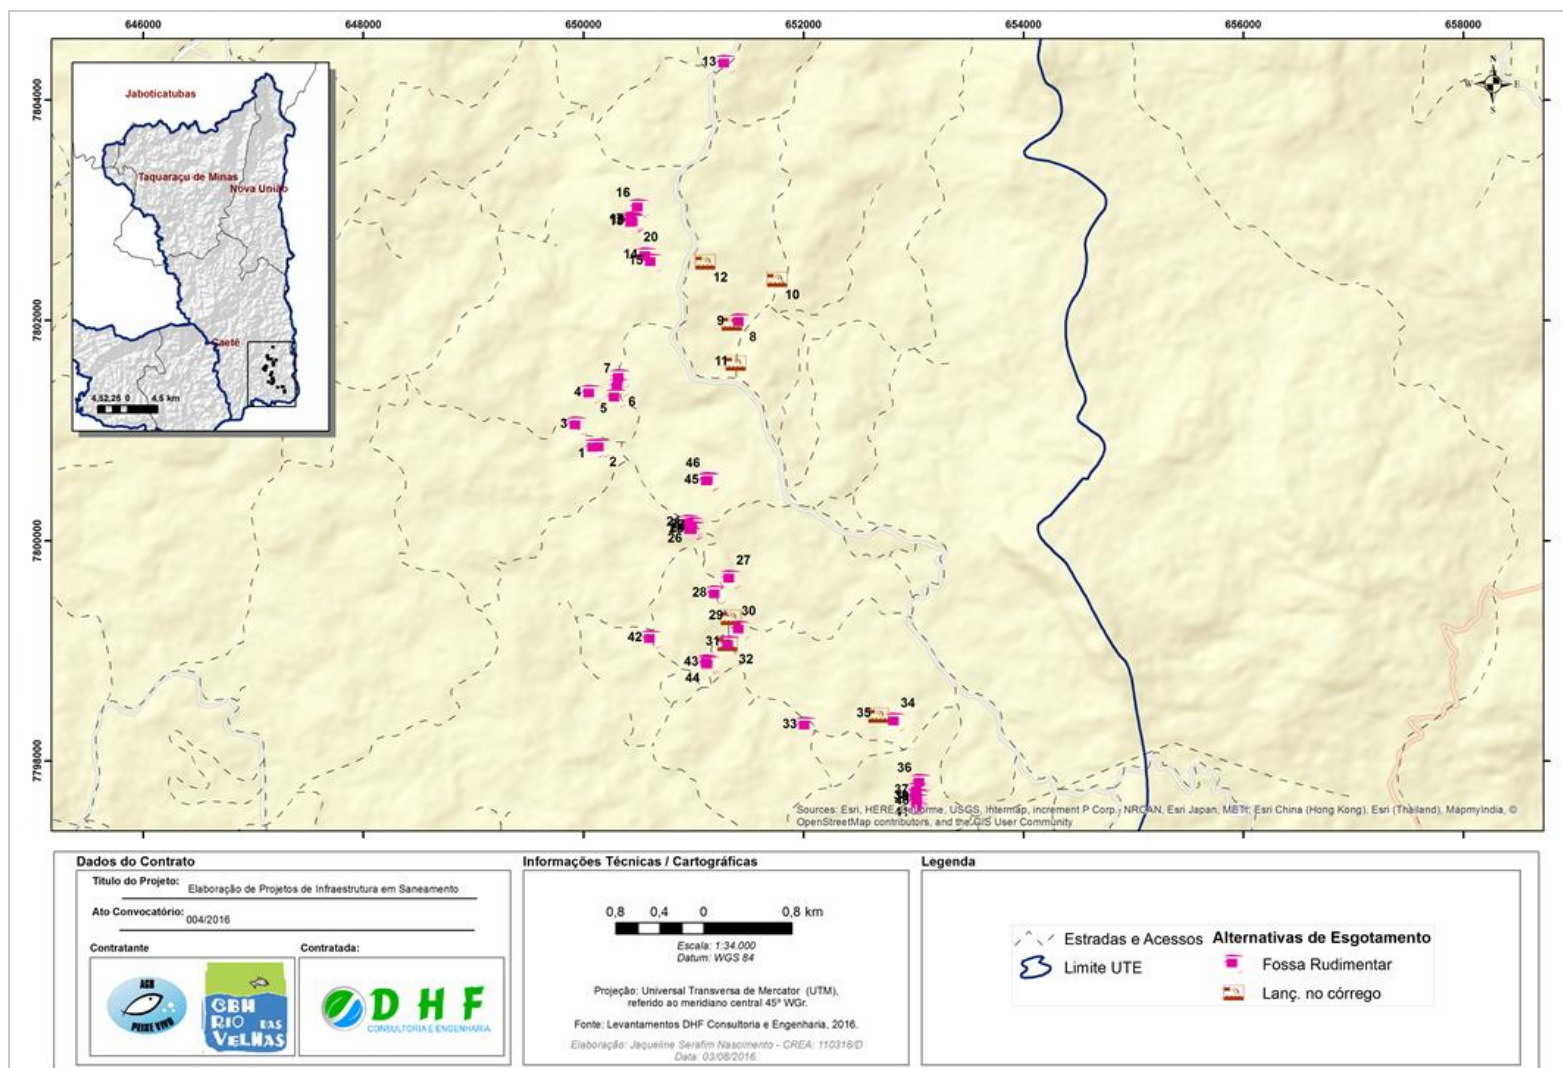 646000 648000 650000 652000 654000 656000 658000
7804000
7802000
7800000
7798000
Jaboticatubas
Taquaraçu de Minas
Nova União
Caeté
4,52,25 0 4,5 km
N
W E
S
13
16
20
14
15
12
10
9
8
11
7
4
5
6
3
1
2
46
45
26
27
28
29
30
31
32
42
43
44
33
35
34
36
37
Sources: Esri, HERE, USGS, Intermap, increment P Corp., NRCAN, Esri Japan, METI, Esri China (Hong Kong), Esri (Thailand), MapmyIndia, ©
OpenStreetMap contributors, and the GIS User Community
Dados do Contrato
Titulo do Projeto: Elaboração de Projetos de Infraestrutura em Saneamento
Ato Convocatório: 004/2016
Contratante
Contratada:
AGB
PEIXE VIVO
CBH
RIO DAS
VELHAS
DHF
CONSULTORIA E ENGENHARIA
Informações Técnicas / Cartográficas
0,8 0,4 0 0,8 km
Escala: 1:34.000
Datum: WGS 84
Projeção: Universal Transversa de Mercator (UTM),
referido ao meridiano central 45º WGr.
Fonte: Levantamentos DHF Consultoria e Engenharia, 2016.
Elaboração: Jaqueline Serafim Nascimento - CREA: 110316/D
Data: 03/08/2016.
Legenda
Estradas e Acessos
Limite UTE
Alternativas de Esgotamento
Fossa Rudimentar
Lanç. no córrego